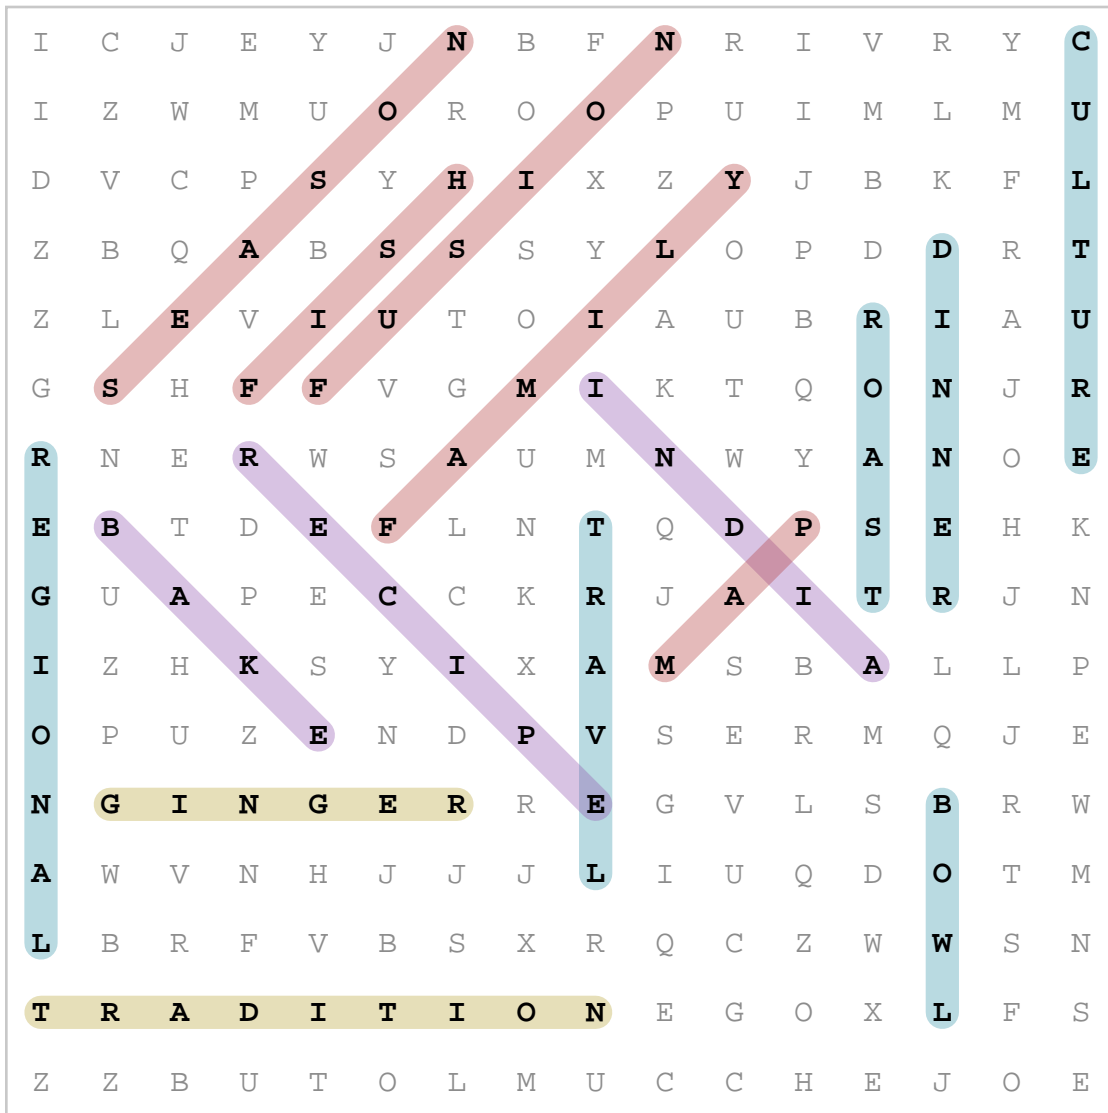 I C J E Y J N B F N R I V R Y C
I Z W M U O R O O P U I M L M U
D V C P S Y H I X Z Y J B K F L
Z B Q A B S S S Y L O P D D R T
Z L E V I U T O I A U B R I A U
G S H F F V G M I K T Q O N J R
R N E R W S A U M N W Y A N O E
E B T D E F L N T Q D P S E H K
G U A P E C C K R J A I T R J N
I Z H K S Y I X A M S B A L L P
O P U Z E N D P V S E R M Q J E
N G I N G E R R E G V L S B R W
A W V N H J J J L I U Q D O T M
L B R F V B S X R Q C Z W W S N
T R A D I T I O N E G O X L F S
Z Z B U T O L M U C C H E J O E